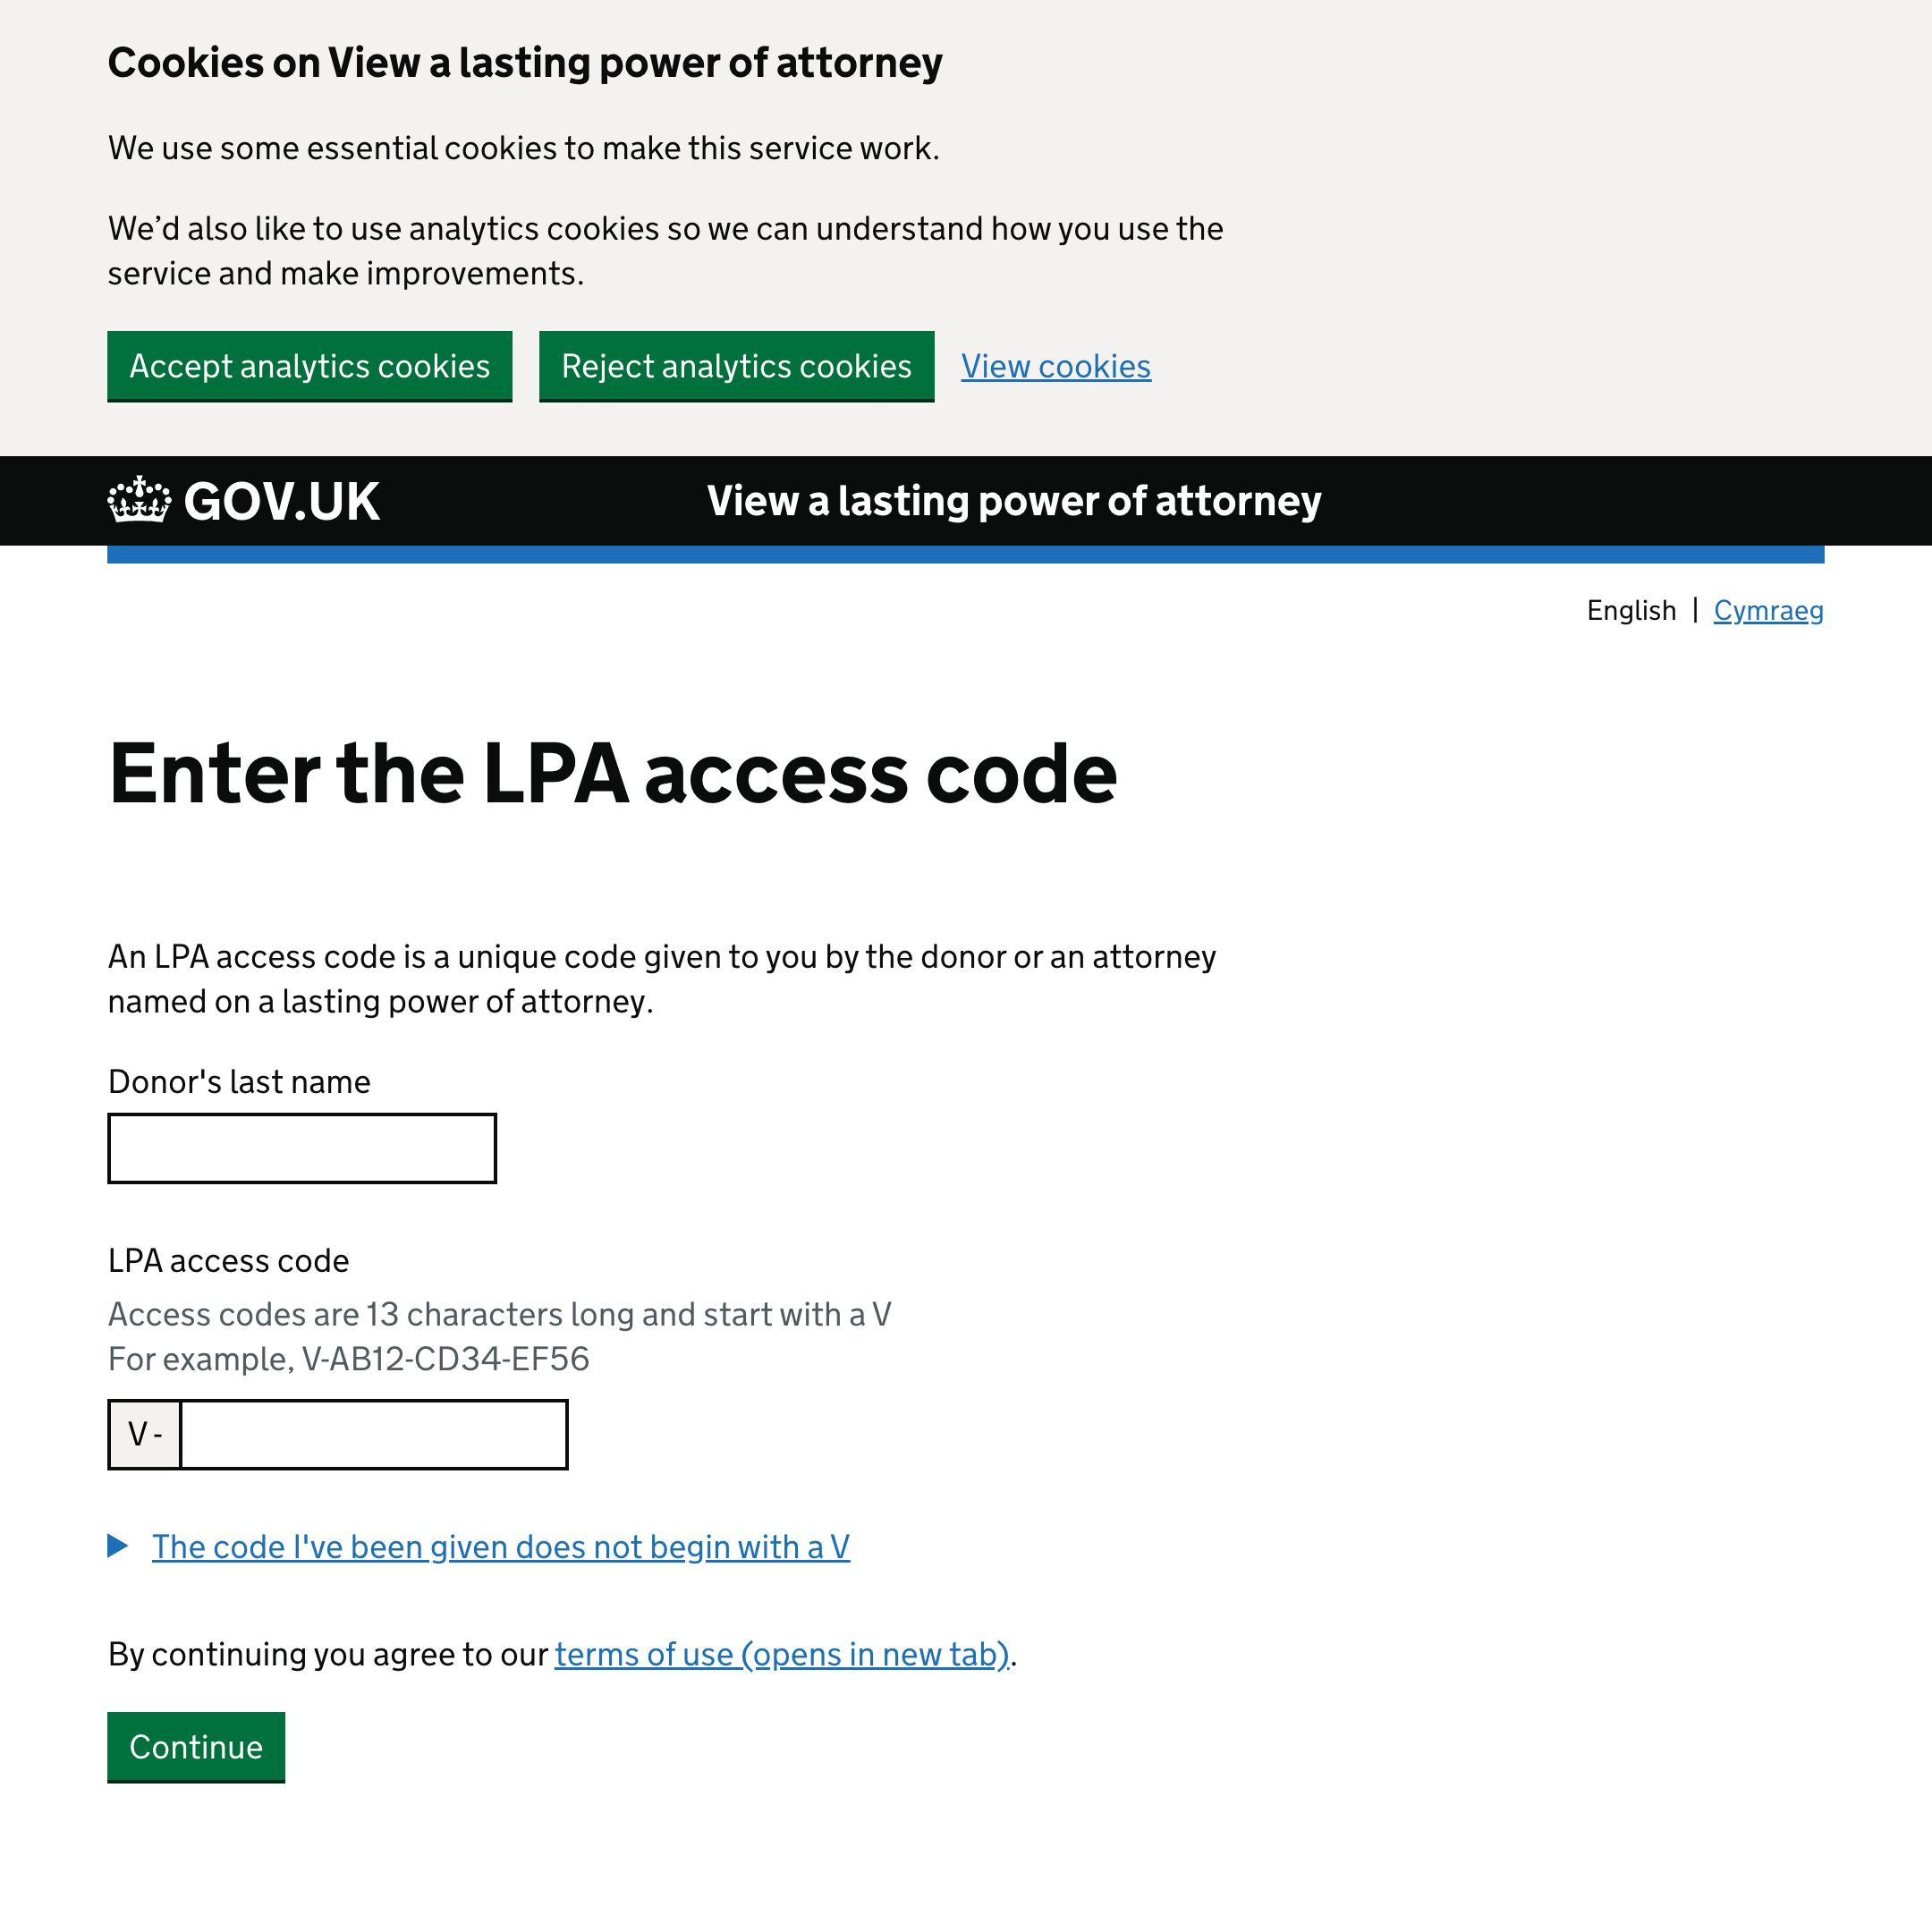 Cookies on View a lasting power of attorney
We use some essential cookies to make this service work.
We’d also like to use analytics cookies so we can understand how you use the
service and make improvements.
Accept analytics cookies
Reject analytics cookies
View cookies
GOV.UK
View a lasting power of attorney
English | Cymraeg
Enter the LPA access code
An LPA access code is a unique code given to you by the donor or an attorney
named on a lasting power of attorney.
Donor's last name
LPA access code
Access codes are 13 characters long and start with a V
For example, V-AB12-CD34-EF56
V -
The code I've been given does not begin with a V
By continuing you agree to our terms of use (opens in new tab).
Continue